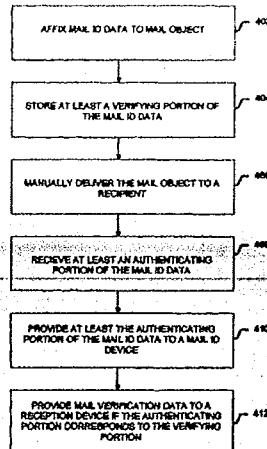 AFFIX MAIL ID DATA TO MAIL OBJECT
402
STORE AT LEAST A VERIFYING PORTION OF
THE MAIL ID DATA
404
MANUALLY DELIVER THE MAIL OBJECT TO A
RECIPIENT
406
RECIEVE AT LEAST AN AUTHENTICATING
PORTION OF THE MAIL ID DATA
408
PROVIDE AT LEAST THE AUTHENTICATING
PORTION OF THE MAIL ID DATA TO A MAIL ID
DEVICE
410
PROVIDE MAIL VERIFICATION DATA TO A
RECEPTION DEVICE IF THE AUTHENTICATING
PORTION CORRESPONDS TO THE VERIFYING
PORTION
412